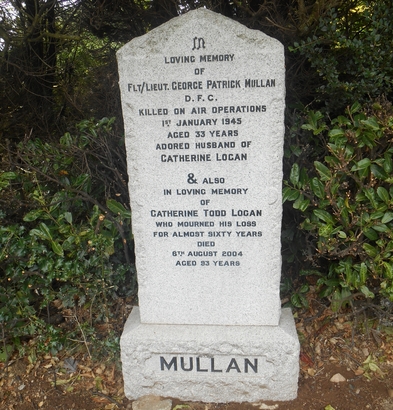 In
LOVING MEMORY
OF
FLT/LIEUT. GEORGE PATRICK MULLAN
D.F.C.
KILLED ON AIR OPERATIONS
1ST JANUARY 1945
AGED 33 YEARS
ADORED HUSBAND OF
CATHERINE LOGAN
& ALSO
IN LOVING MEMORY
OF
CATHERINE TODD LOGAN
WHO MOURNED HIS LOSS
FOR ALMOST SIXTY YEARS
DIED
6TH AUGUST 2004
AGED 93 YEARS
MULLAN